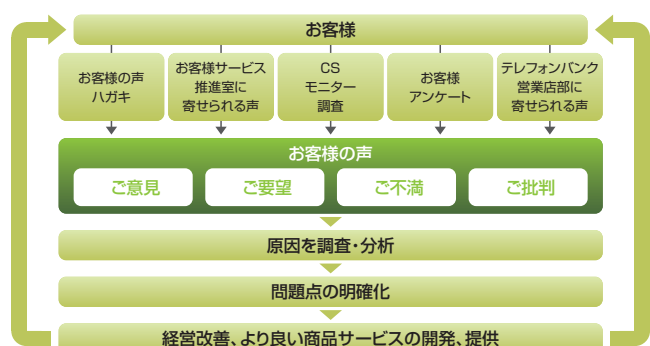 お客様
お客様の声
ハガキ
お客様サービス
推進室に
寄せられる声
CS
モニター
調査
お客様
アンケート
テレフォンバンク
営業店部に
寄せられる声
お客様の声
ご意見
ご要望
ご不満
ご批判
原因を調査・分析
問題点の明確化
経営改善、より良い商品サービスの開発、提供